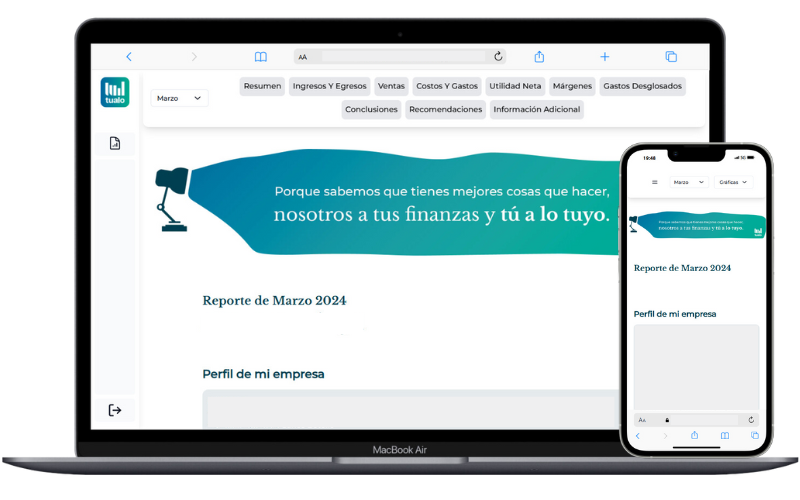 AA
tualo
Marzo
Resumen Ingresos Y Egresos Ventas Costos Y Gastos Utilidad Neta Márgenes Gastos Desglosados
Conclusiones Recomendaciones Información Adicional
Porque sabemos que tienes mejores cosas que hacer,
nosotros a tus finanzas y tú a lo tuyo.
Reporte de Marzo 2024
Perfil de mi empresa
MacBook Air
19:48 5G
Marzo Gráficas
Porque sabemos que tienes mejores cosas que hacer,
nosotros a tus finanzas y tú a lo tuyo.
tualo
Reporte de Marzo 2024
Perfil de mi empresa
AA